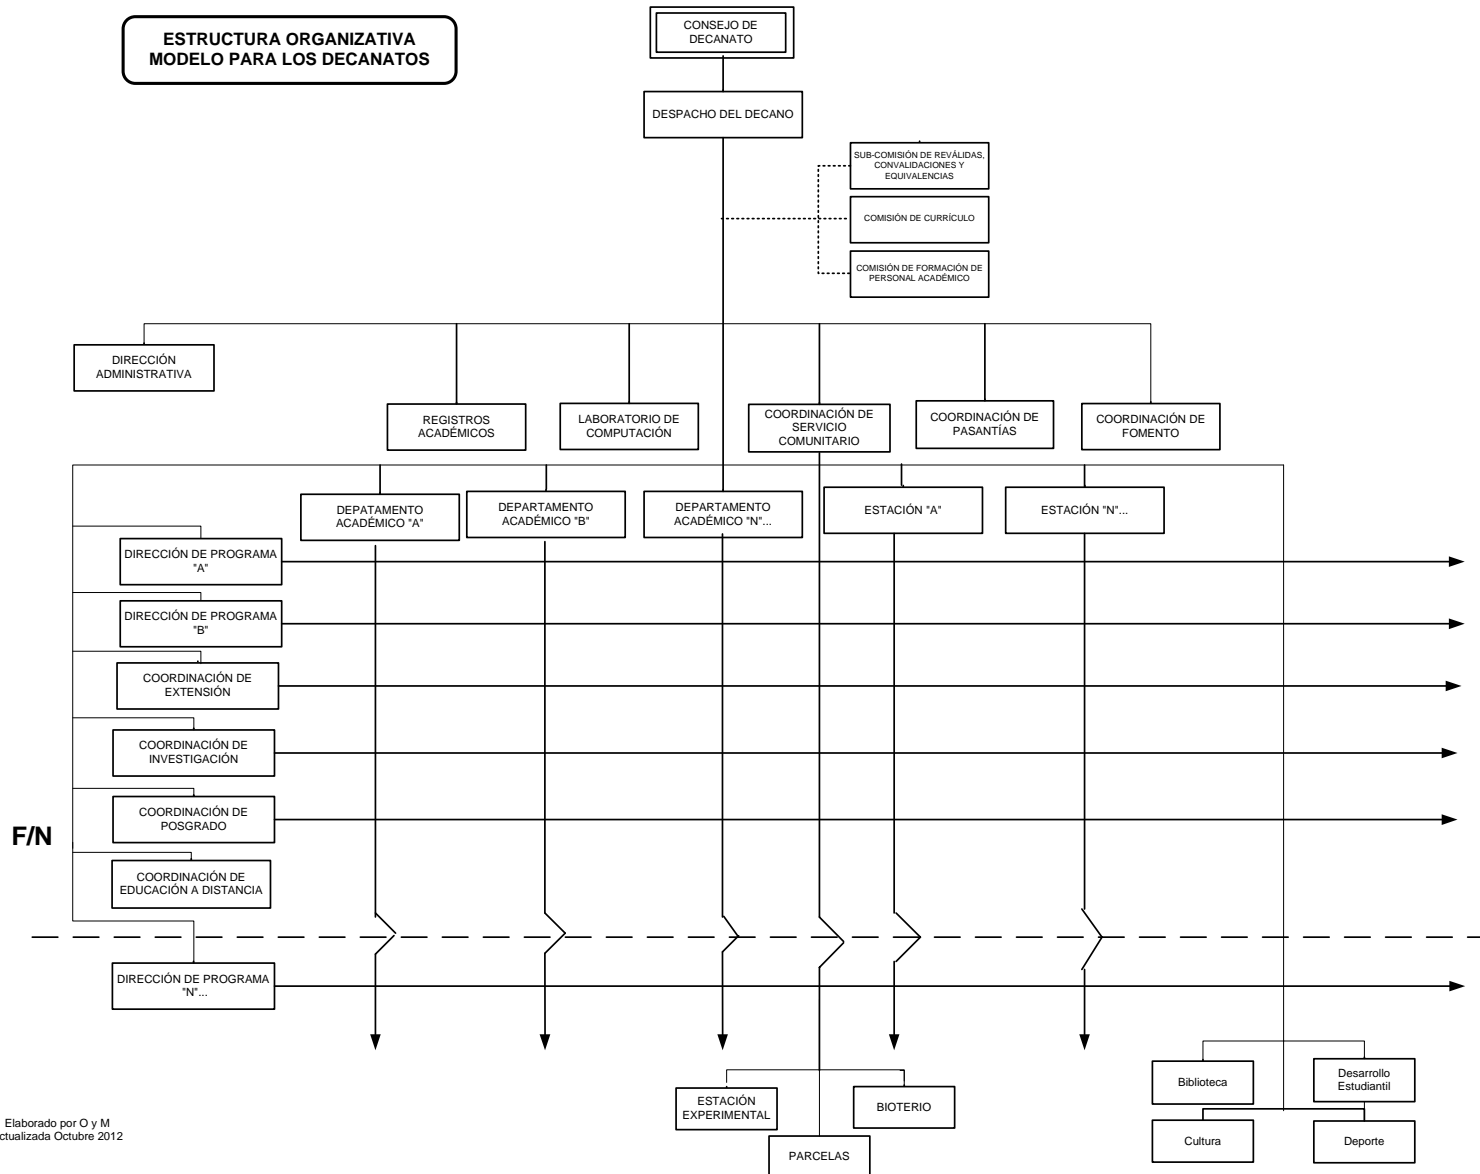 ESTRUCTURA ORGANIZATIVA
MODELO PARA LOS DECANATOS
CONSEJO DE
DECANATO
DESPACHO DEL DECANO
SUB-COMISIÓN DE REVÁLIDAS,
CONVALIDACIONES Y
EQUIVALENCIAS
COMISIÓN DE CURRÍCULO
COMISIÓN DE FORMACIÓN DE
PERSONAL ACADÉMICO
DIRECCIÓN
ADMINISTRATIVA
REGISTROS
ACADÉMICOS
LABORATORIO DE
COMPUTACIÓN
COORDINACIÓN DE
SERVICIO
COMUNITARIO
COORDINACIÓN DE
PASANTÍAS
COORDINACIÓN DE
FOMENTO
DEPATAMENTO
ACADÉMICO "A"
DEPARTAMENTO
ACADÉMICO "B"
DEPARTAMENTO
ACADÉMICO "N"...
ESTACIÓN "A"
ESTACIÓN "N"...
DIRECCIÓN DE PROGRAMA
"A"
DIRECCIÓN DE PROGRAMA
"B"
COORDINACIÓN DE
EXTENSIÓN
COORDINACIÓN DE
INVESTIGACIÓN
COORDINACIÓN DE
POSGRADO
F/N
COORDINACIÓN DE
EDUCACIÓN A DISTANCIA
DIRECCIÓN DE PROGRAMA
"N"...
ESTACIÓN
EXPERIMENTAL
BIOTERIO
PARCELAS
Biblioteca
Desarrollo
Estudiantil
Cultura
Deporte
Elaborado por O y M
ctualizada Octubre 2012